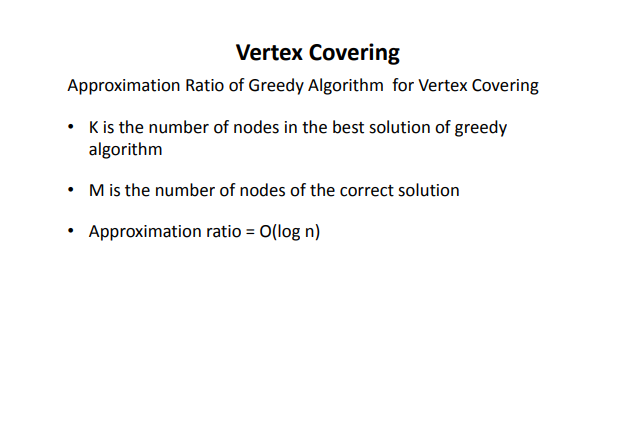 Vertex Covering
Approximation Ratio of Greedy Algorithm  for Vertex Covering
• K is the number of nodes in the best solution of greedy
algorithm
• M is the number of nodes of the correct solution
• Approximation ratio = O(log n)